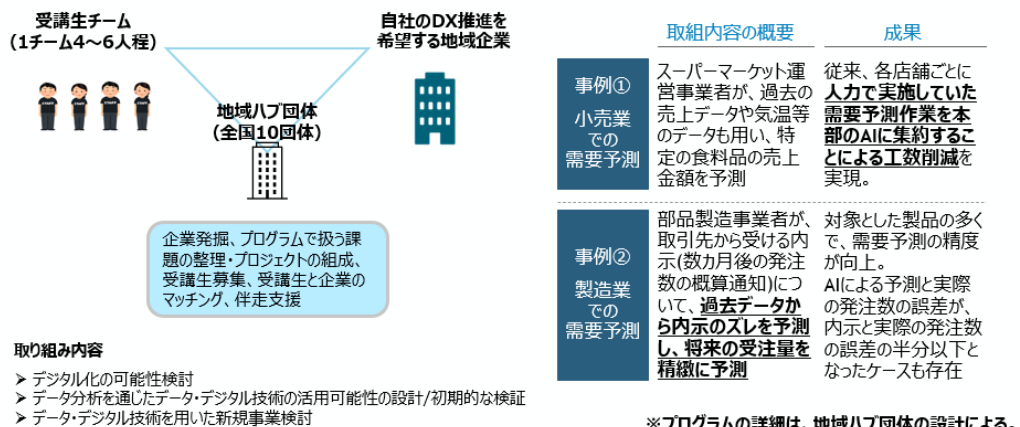 受講生チーム
(1チーム4～6人程)
自社のDX推進を
希望する地域企業
地域ハブ団体
(全国10団体)
企業発掘、プログラムで扱う課
題の整理・プロジェクトの組成、
受講生募集、受講生と企業の
マッチング、伴走支援
取り組み内容
➢ デジタル化の可能性検討
➢ データ分析を通じたデータ・デジタル技術の活用可能性の設計/初期的な検証
➢ データ・デジタル技術を用いた新規事業検討
取組内容の概要
成果
事例①
小売業
での
需要予測
スーパーマーケット運
営事業者が、過去の
売上データや気温等
のデータも用い、特
定の食料品の売上
金額を予測
従来、各店舗ごとに
人力で実施していた
需要予測作業を本
部のAIに集約するこ
とによる工数削減を
実現。
事例②
製造業
での
需要予測
部品製造事業者が、
取引先から受ける内
示(数カ月後の発注
数の概算通知)につ
いて、過去データか
ら内示のズレを予測
し、将来の受注量を
精緻に予測
対象とした製品の多く
で、需要予測の精度
が向上。
AIによる予測と実際
の発注数の誤差が、
内示と実際の発注数
の誤差の半分以下と
なったケースも存在
※プログラムの詳細は、地域ハブ団体の設計による。